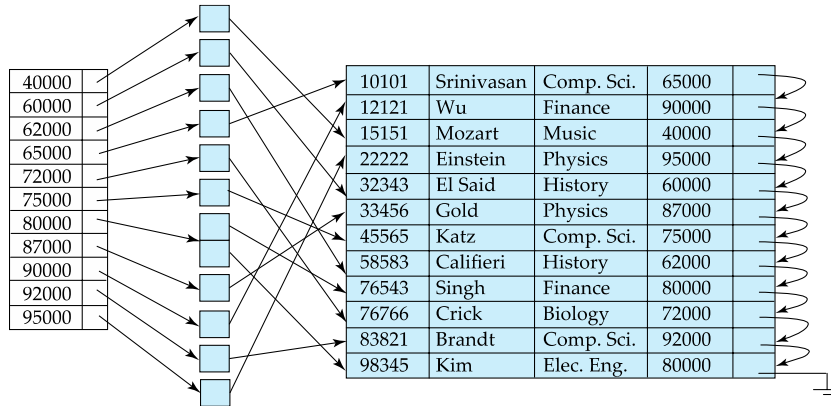 40000
60000
62000
65000
72000
75000
80000
87000
90000
92000
95000
10101 Srinivasan Comp. Sci. 65000
12121 Wu Finance 90000
15151 Mozart Music 40000
22222 Einstein Physics 95000
32343 El Said History 60000
33456 Gold Physics 87000
45565 Katz Comp. Sci. 75000
58583 Califieri History 62000
76543 Singh Finance 80000
76766 Crick Biology 72000
83821 Brandt Comp. Sci. 92000
98345 Kim Elec. Eng. 80000